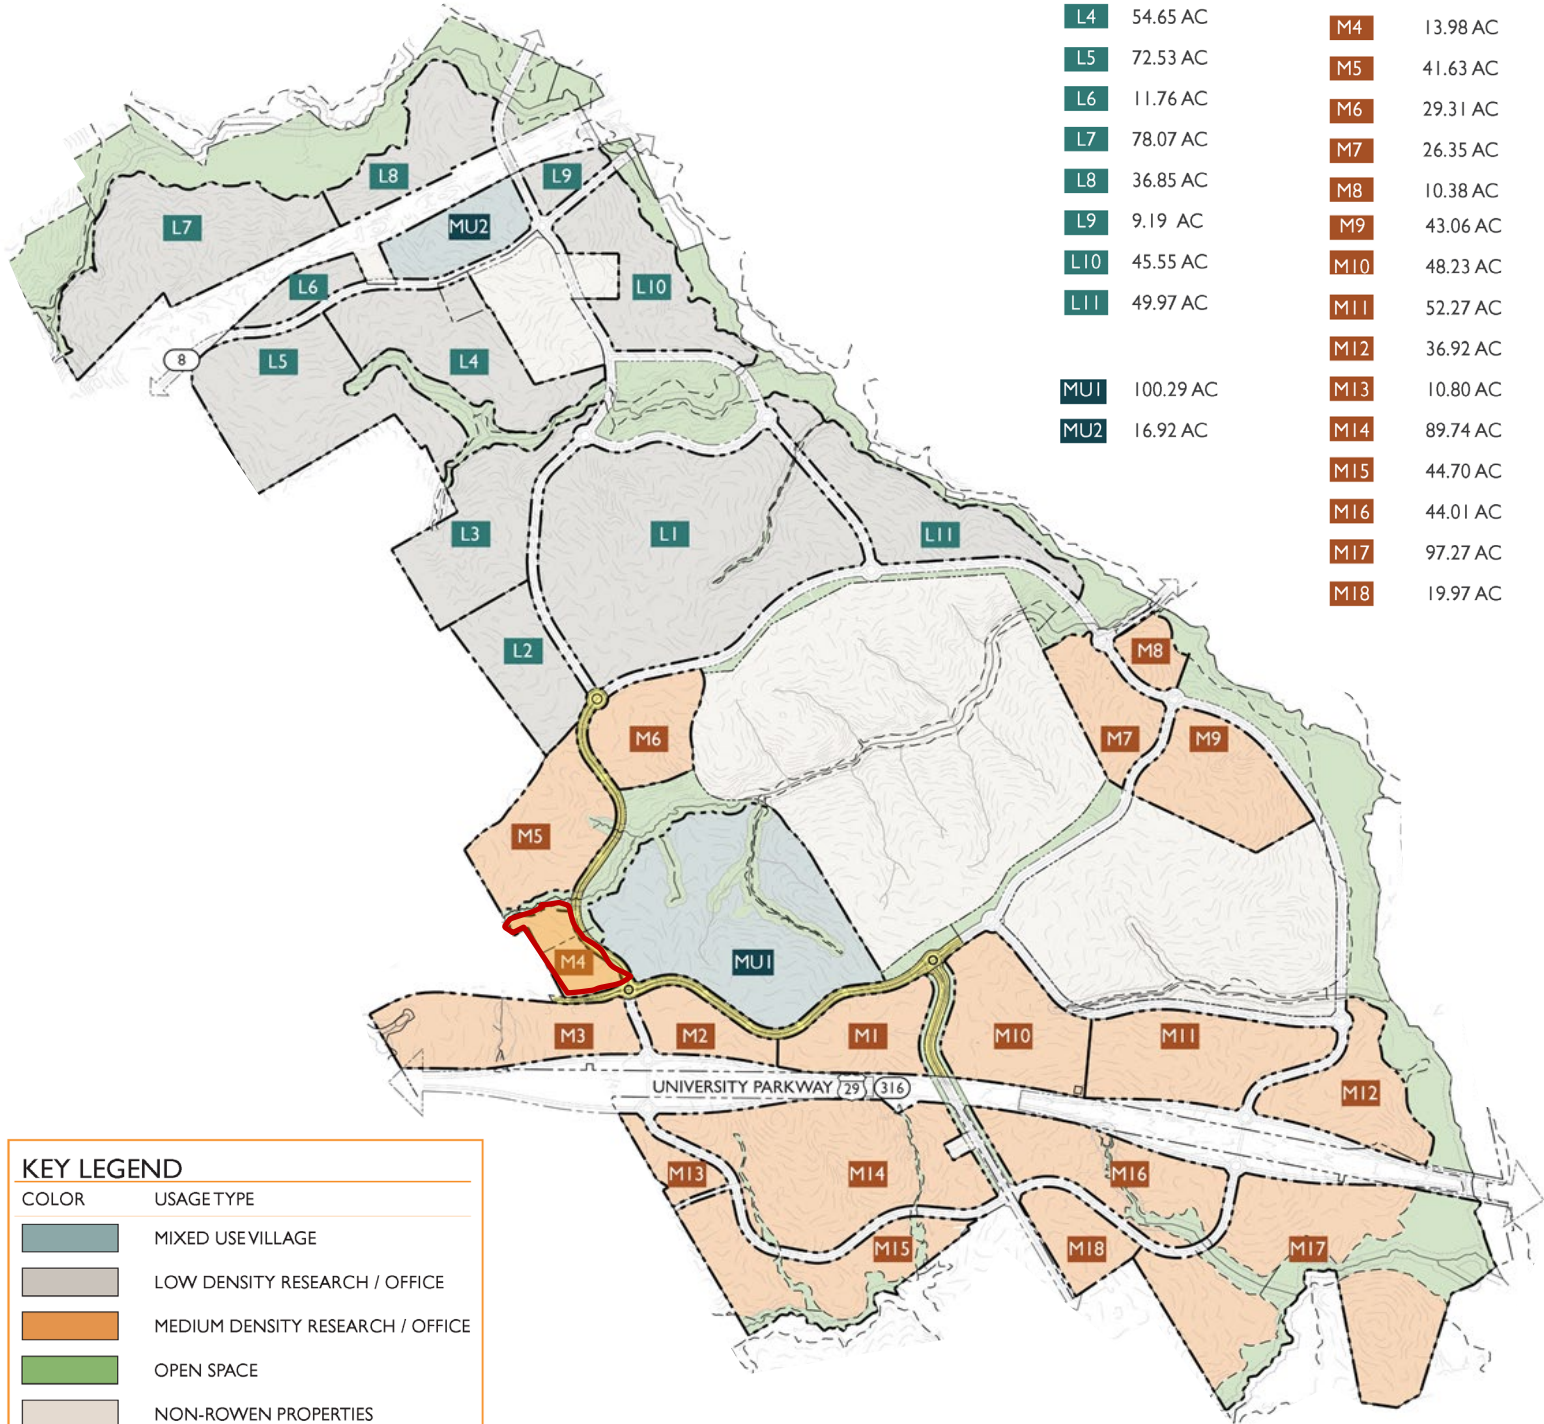 L4 54.65 AC
L5 72.53 AC
L6 11.76 AC
L7 78.07 AC
L8 36.85 AC
L9 9.19 AC
L10 45.55 AC
L11 49.97 AC
MU1 100.29 AC
MU2 16.92 AC
M4 13.98 AC
M5 41.63 AC
M6 29.31 AC
M7 26.35 AC
M8 10.38 AC
M9 43.06 AC
M10 48.23 AC
M11 52.27 AC
M12 36.92 AC
M13 10.80 AC
M14 89.74 AC
M15 44.70 AC
M16 44.01 AC
M17 97.27 AC
M18 19.97 AC
L8
L9
L7
MU2
L6
L10
8
L5
L4
L3
L1
L11
L2
M8
M6
M7
M9
M5
M4
MU1
M3
M2
M1
M10
M11
UNIVERSITY PARKWAY 29 316
M12
M13
M14
M16
M15
M18
M17
KEY LEGEND
COLOR USAGE TYPE
MIXED USE VILLAGE
LOW DENSITY RESEARCH / OFFICE
MEDIUM DENSITY RESEARCH / OFFICE
OPEN SPACE
NON-ROWEN PROPERTIES